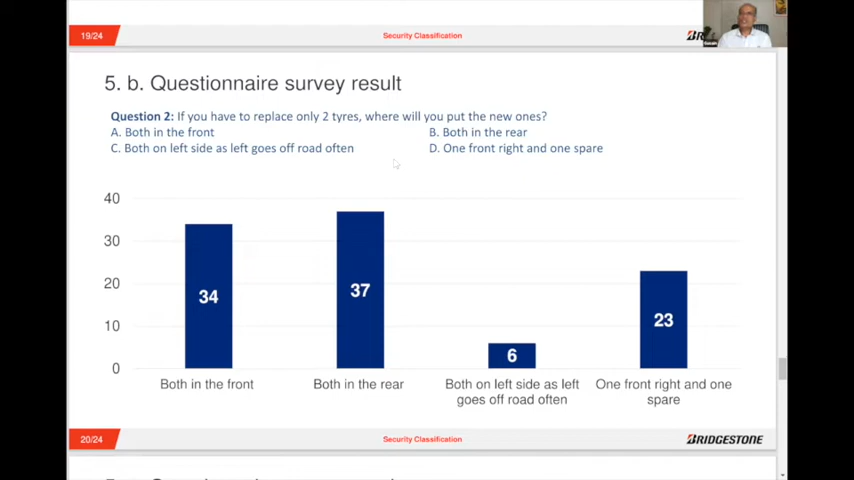 19/24
Security Classification
5. b. Questionnaire survey result
Question 2: If you have to replace only 2 tyres, where will you put the new ones?
A. Both in the front
B. Both in the rear
C. Both on left side as left goes off road often
D. One front right and one spare
40
30
20
10
0
34
37
6
23
Both in the front
Both in the rear
Both on left side as left
goes off road often
One front right and one
spare
20/24
Security Classification
BRIDGESTONE